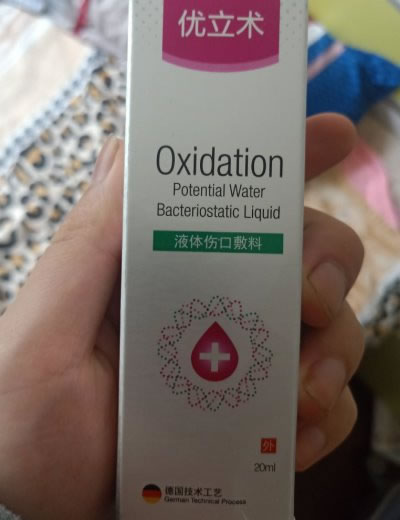 优立术
Oxidation
Potential Water
Bacteriostatic Liquid
液体伤口敷料
外
20ml
德国技术工艺
German Technical Process